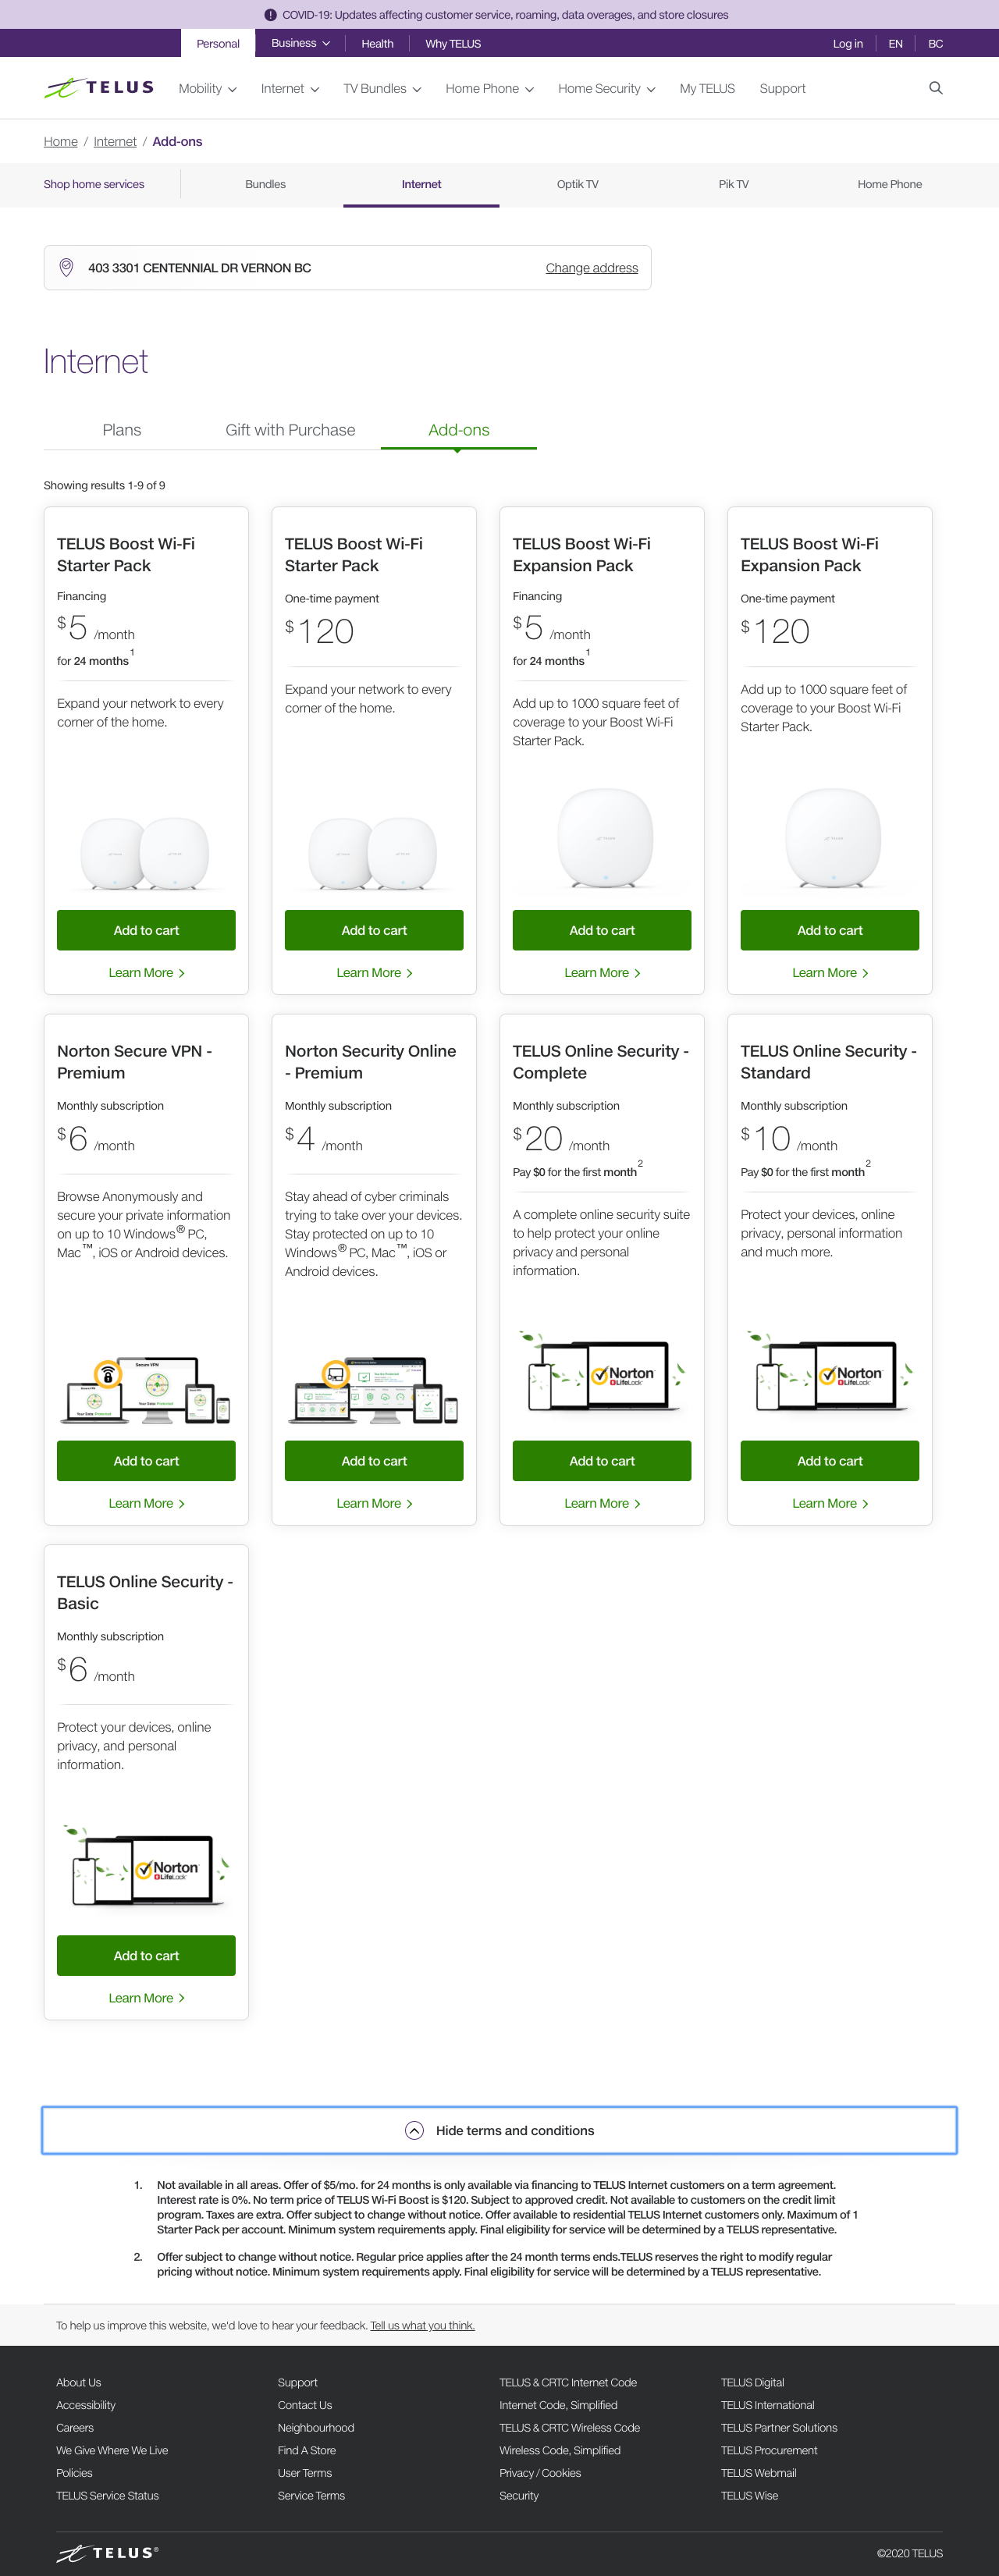 COVID-19: Updates affecting customer service, roaming, data overages, and store closures
Personal Business Health Why TELUS Log in EN BC
TELUS Mobility Internet TV Bundles Home Phone Home Security My TELUS Support
Home / Internet / Add-ons
Shop home services Bundles Internet Optik TV Pik TV Home Phone
403 3301 CENTENNIAL DR VERNON BC Change address
Internet
Plans Gift with Purchase Add-ons
Showing results 1-9 of 9
TELUS Boost Wi-Fi
Starter Pack
Financing
$5 /month
for 24 months1
Expand your network to every
corner of the home.
Add to cart
Learn More
TELUS Boost Wi-Fi
Starter Pack
One-time payment
$120
Expand your network to every
corner of the home.
Add to cart
Learn More
TELUS Boost Wi-Fi
Expansion Pack
Financing
$5 /month
for 24 months1
Add up to 1000 square feet of
coverage to your Boost Wi-Fi
Starter Pack.
Add to cart
Learn More
TELUS Boost Wi-Fi
Expansion Pack
One-time payment
$120
Add up to 1000 square feet of
coverage to your Boost Wi-Fi
Starter Pack.
Add to cart
Learn More
Norton Secure VPN -
Premium
Monthly subscription
$6 /month
Browse Anonymously and
secure your private information
on up to 10 Windows® PC,
Mac™, iOS or Android devices.
Secure VPN
Add to cart
Learn More
Norton Security Online
- Premium
Monthly subscription
$4 /month
Stay ahead of cyber criminals
trying to take over your devices.
Stay protected on up to 10
Windows® PC, Mac™, iOS or
Android devices.
Add to cart
Learn More
TELUS Online Security -
Complete
Monthly subscription
$20 /month
Pay $0 for the first month2
A complete online security suite
to help protect your online
privacy and personal
information.
Norton
LifeLock
Add to cart
Learn More
TELUS Online Security -
Standard
Monthly subscription
$10 /month
Pay $0 for the first month2
Protect your devices, online
privacy, personal information
and much more.
Norton
LifeLock
Add to cart
Learn More
TELUS Online Security -
Basic
Monthly subscription
$6 /month
Protect your devices, online
privacy, and personal
information.
Norton
LifeLock
Add to cart
Learn More
Hide terms and conditions
1. Not available in all areas. Offer of $5/mo. for 24 months is only available via financing to TELUS Internet customers on a term agreement.
Interest rate is 0%. No term price of TELUS Wi-Fi Boost is $120. Subject to approved credit. Not available to customers on the credit limit
program. Taxes are extra. Offer subject to change without notice. Offer available to residential TELUS Internet customers only. Maximum of 1
Starter Pack per account. Minimum system requirements apply. Final eligibility for service will be determined by a TELUS representative.
2. Offer subject to change without notice. Regular price applies after the 24 month terms ends.TELUS reserves the right to modify regular
pricing without notice. Minimum system requirements apply. Final eligibility for service will be determined by a TELUS representative.
To help us improve this website, we'd love to hear your feedback. Tell us what you think.
About Us
Accessibility
Careers
We Give Where We Live
Policies
TELUS Service Status
Support
Contact Us
Neighbourhood
Find A Store
User Terms
Service Terms
TELUS & CRTC Internet Code
Internet Code, Simplified
TELUS & CRTC Wireless Code
Wireless Code, Simplified
Privacy / Cookies
Security
TELUS Digital
TELUS International
TELUS Partner Solutions
TELUS Procurement
TELUS Webmail
TELUS Wise
TELUS® ©2020 TELUS